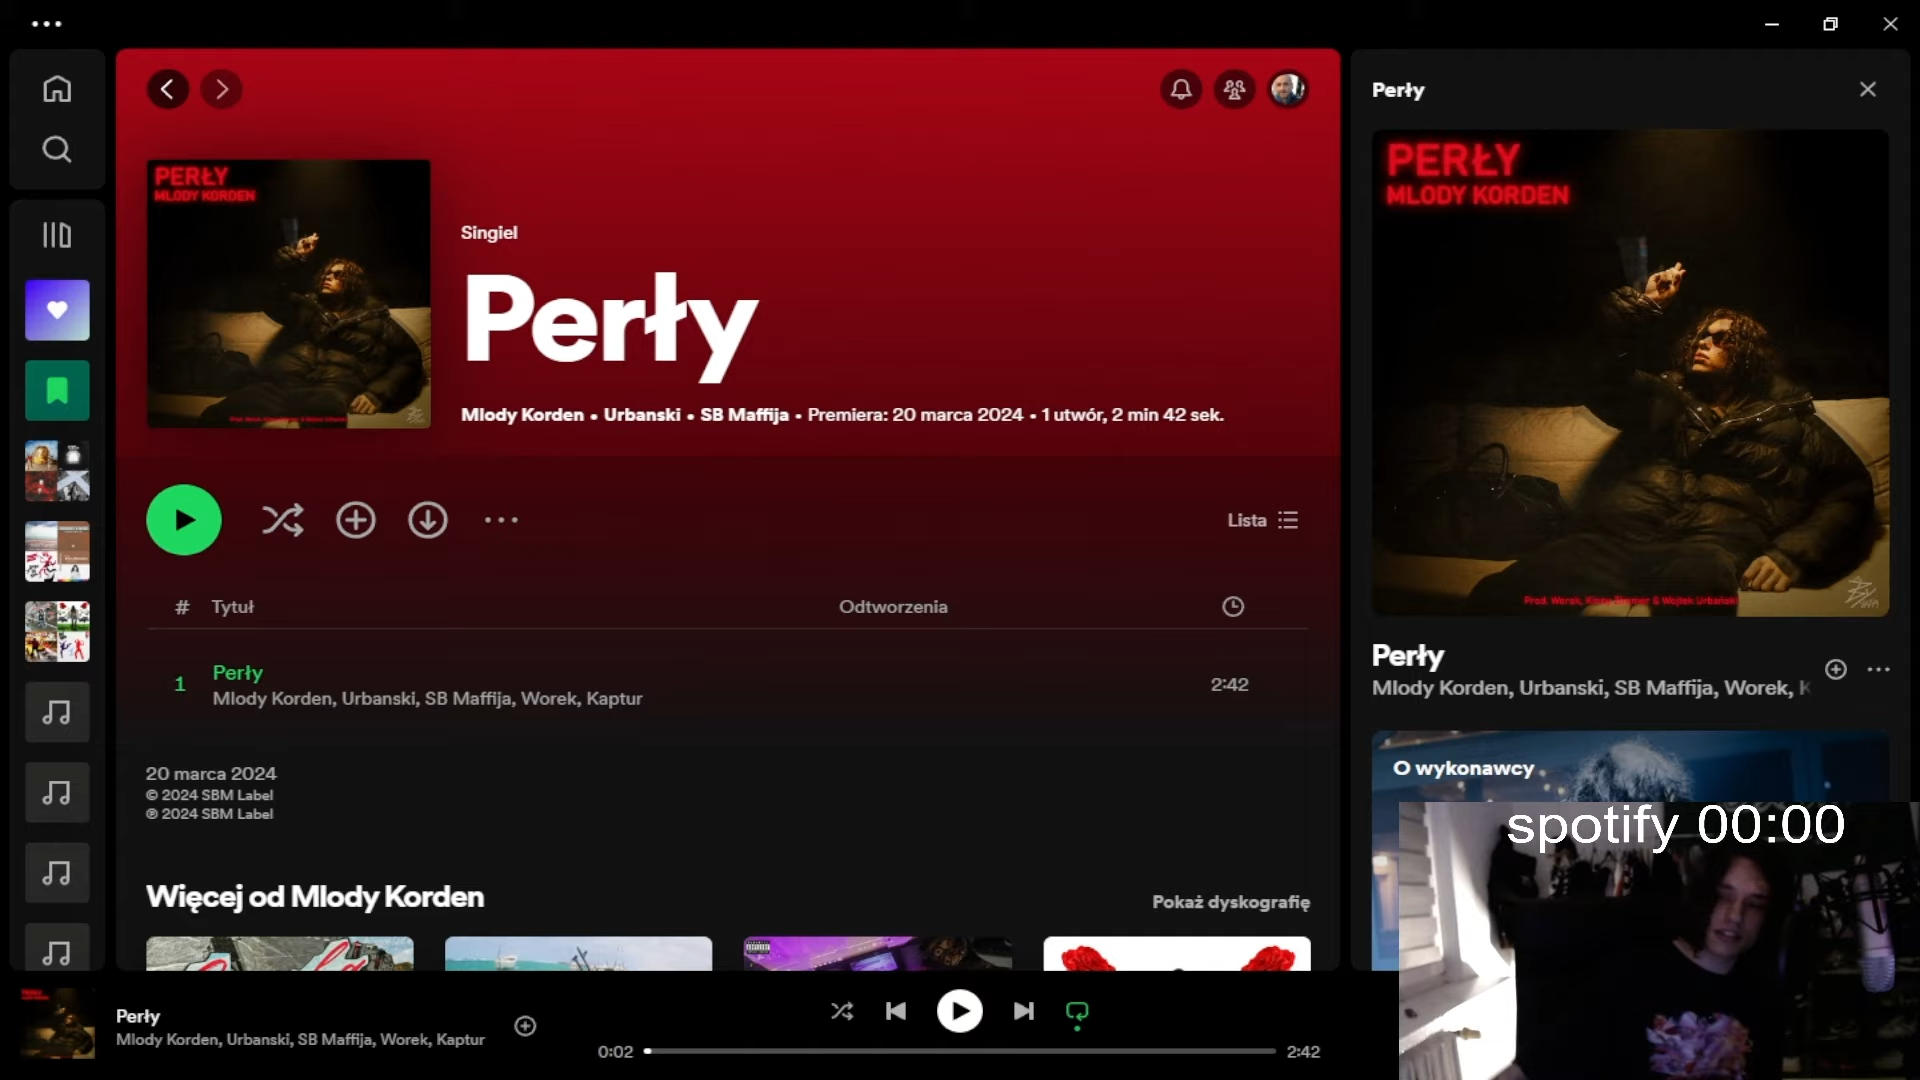 Perły
PERŁY
MLODY KORDEN
Singiel
Perły
Mlody Korden • Urbanski • SB Maffija • Premiera: 20 marca 2024 • 1 utwór, 2 min 42 sek.
Lista
# Tytuł Odtworzenia
1 Perły 2:42
Mlody Korden, Urbanski, SB Maffija, Worek, Kaptur
20 marca 2024
© 2024 SBM Label
℗ 2024 SBM Label
Więcej od Mlody Korden
Pokaż dyskografię
PERŁY
MLODY KORDEN
Perły
Mlody Korden, Urbanski, SB Maffija, Worek, K
O wykonawcy
spotify 00:00
Perły
Mlody Korden, Urbanski, SB Maffija, Worek, Kaptur
0:02
2:42